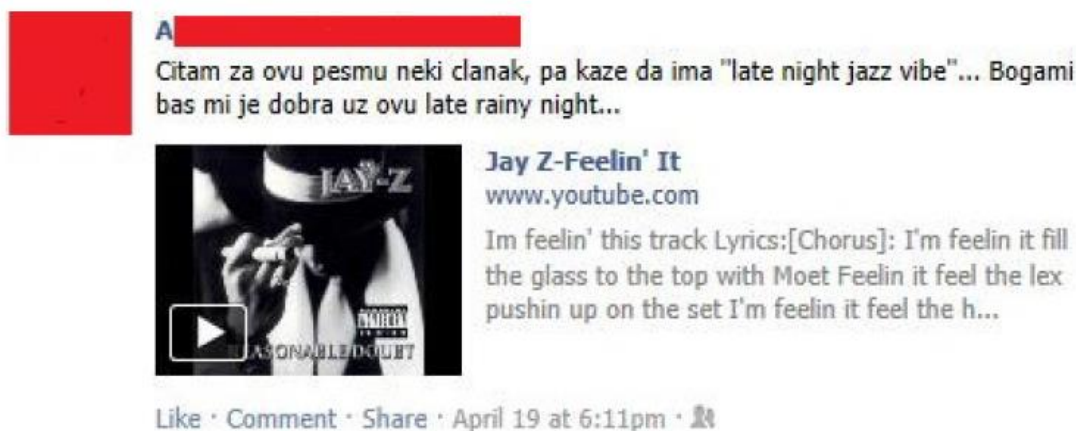 A
Citam za ovu pesmu neki clanak, pa kaze da ima "late night jazz vibe"... Bogami
bas mi je dobra uz ovu late rainy night...
JAY-Z
REASONABLE DOUBT
Jay Z-Feelin' It
www.youtube.com
Im feelin' this track Lyrics:[Chorus]: I'm feelin it fill
the glass to the top with Moet Feelin it feel the lex
pushin up on the set I'm feelin it feel the h...
Like · Comment · Share · April 19 at 6:11pm ·